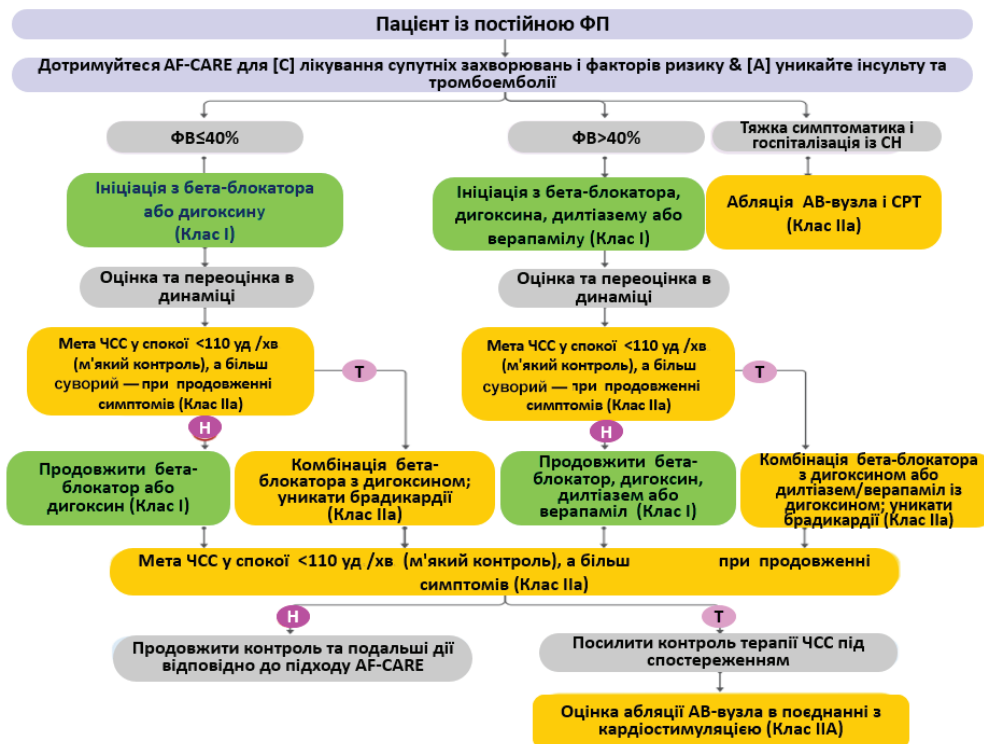 Пацієнт із постійною ФП
Дотримуйтеся AF-CARE для [C] лікування супутніх захворювань і факторів ризику & [A] уникайте інсульту та
тромбоемболії
ФВ≤40%
ФВ>40%
Тяжка симптоматика і
госпіталізація із СН
Ініціація з бета-блокатора
або дигоксину
(Клас I)
Ініціація з бета-блокатора,
дигоксина, дилтіазему або
верапамілу (Клас I)
Абляція АВ-вузла і СРТ
(Клас IIa)
Оцінка та переоцінка в
динаміці
Оцінка та переоцінка в
динаміці
Мета ЧСС у спокої <110 уд /хв
(м'який контроль), а більш
суворий — при продовженні
симптомів (Клас IIa)
Т
Мета ЧСС у спокої <110 уд /хв
(м'який контроль), а більш
суворий — при продовженні
симптомів (Клас IIa)
Т
Н
Н
Продовжити бета-
блокатор або
дигоксин (Клас I)
Комбінація бета-
блокатора з дигоксином;
уникати брадикардії
(Клас IIa)
Продовжити бета-
блокатор, дигоксин,
дилтіазем або
верапаміл (Клас I)
Комбінація бета-блокатора
з дигоксином або
дилтіазем/верапаміл із
дигоксином; уникати
брадикардії (Клас IIa)
Мета ЧСС у спокої <110 уд /хв (м'який контроль), а більш при продовженні
симптомів (Клас IIa)
Н
Т
Продовжити контроль та подальші дії
відповідно до підходу AF-CARE
Посилити контроль терапії ЧСС під
спостереженням
Оцінка абляції АВ-вузла в поєднанні з
кардіостимуляцією (Клас IIA)